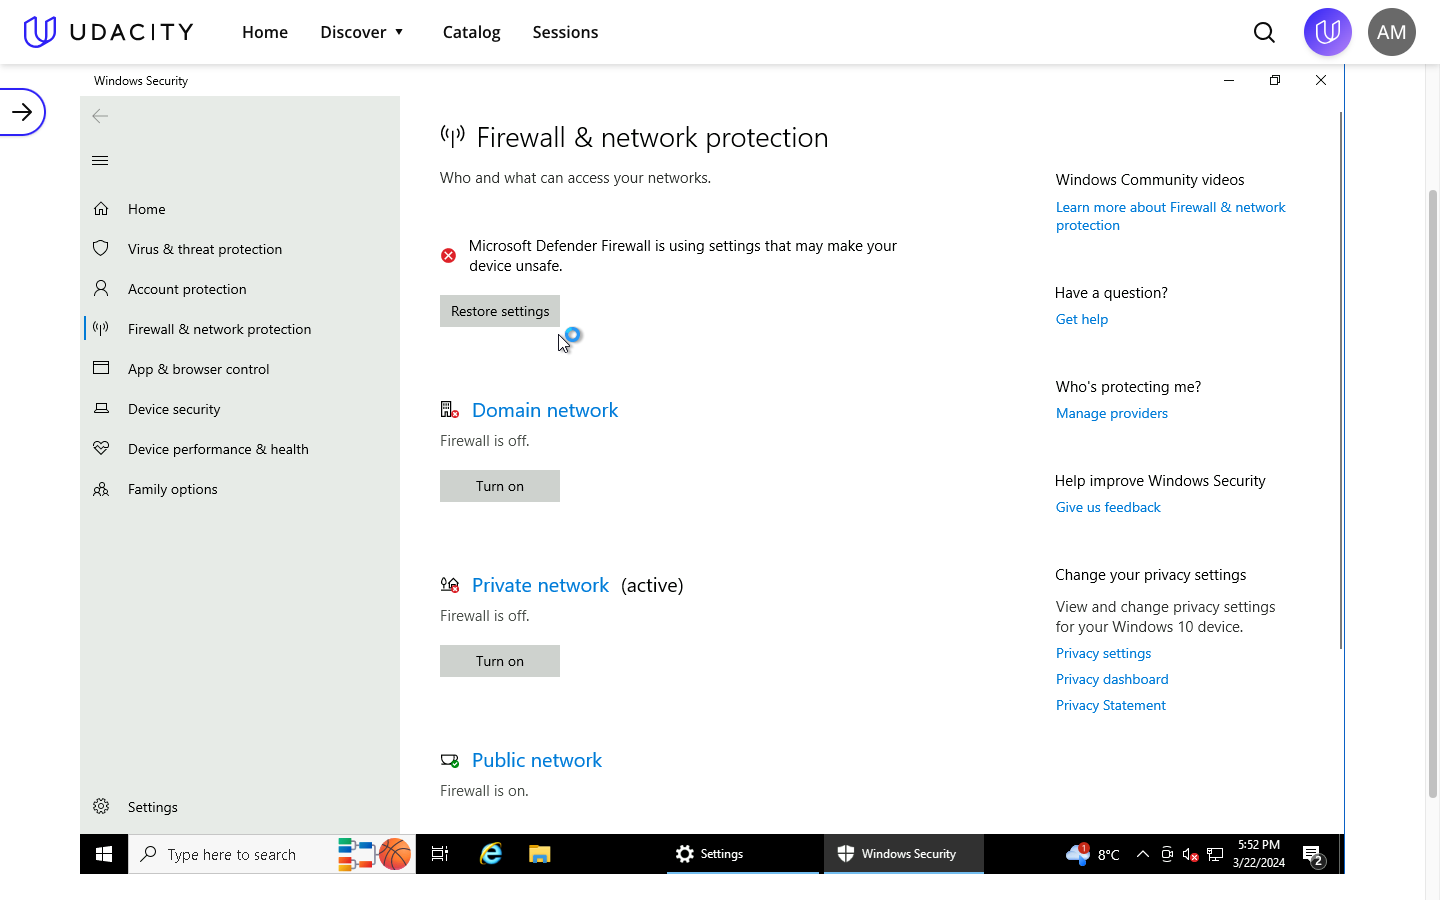 UDACITY
Home
Discover
Catalog
Sessions
AM
Windows Security
Home
Virus & threat protection
Account protection
Firewall & network protection
App & browser control
Device security
Device performance & health
Family options
Settings
Firewall & network protection
Who and what can access your networks.
Microsoft Defender Firewall is using settings that may make your
device unsafe.
Restore settings
Domain network
Firewall is off.
Turn on
Private network (active)
Firewall is off.
Turn on
Public network
Firewall is on.
Windows Community videos
Learn more about Firewall & network
protection
Have a question?
Get help
Who's protecting me?
Manage providers
Help improve Windows Security
Give us feedback
Change your privacy settings
View and change privacy settings
for your Windows 10 device.
Privacy settings
Privacy dashboard
Privacy Statement
Type here to search
Settings
Windows Security
1
8°C
5:52 PM
3/22/2024
2